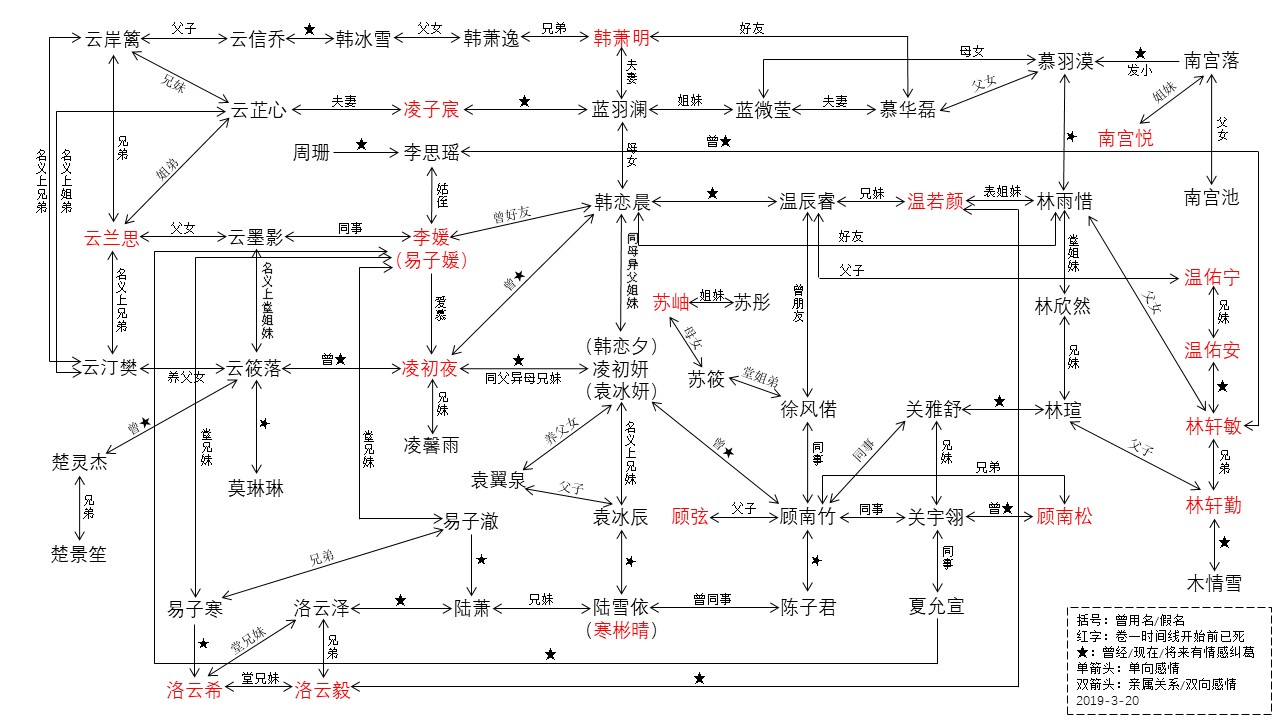 云岸篱 父子 云信乔 ★ 韩冰雪 父女 韩萧逸 兄弟 韩萧明 好友
母女 慕羽漠 ★ 发小 南宫落
兄妹 夫妻 父女 姐妹
云芷心 夫妻 凌子宸 ★ 蓝羽澜 姐妹 蓝微莹 夫妻 慕华磊
南宫悦 父女
名义上兄弟 名义上姐弟 兄弟 姐弟
周珊 ★ 李思瑶 母女 曾★ ★
姑侄 南宫池
韩恋晨 ★ 温辰睿 兄妹 温若颜 表姐妹 林雨惜
曾好友
云兰思 父女 云墨影 同事 李媛 好友
(易子媛)
名义上兄弟 名义上堂姐妹 爱慕 曾★ 同母异父姐妹 曾朋友 父子 堂姐妹 父女 温佑宁
苏岫 姐妹 苏彤 林欣然 兄妹
母女
(韩恋夕)
云汀樊 养父女 云筱落 曾★ 凌初夜 ★ 同父异母兄妹 凌初妍 兄妹 温佑安
(袁冰妍)
苏筱 堂姐弟 徐风偌 关雅舒 ★ 林瑄 ★
曾★ ★ 兄妹 林轩敏
凌馨雨 养父女 名义上兄妹 曾★ 同事 同事 兄妹 父子 兄弟
楚灵杰 堂兄妹 堂兄妹
莫琳琳 袁翼泉 父子 兄弟
兄弟 林轩勤
易子澈 袁冰辰 顾弦 父子 顾南竹 同事 关宇翎 曾★ 顾南松
楚景笙 兄弟 ★ ★ ★ 同事 ★
木情雪
易子寒 洛云泽 ★ 陆萧 兄妹 陆雪依 曾同事 陈子君 夏允宣
(寒彬晴)
★ 堂兄妹 兄弟 ★
洛云希 堂兄妹 洛云毅 ★
括号：曾用名/假名
红字：卷一时间线开始前已死
★：曾经/现在/将来有情感纠葛
单箭头：单向感情
双箭头：亲属关系/双向感情
2019-3-20